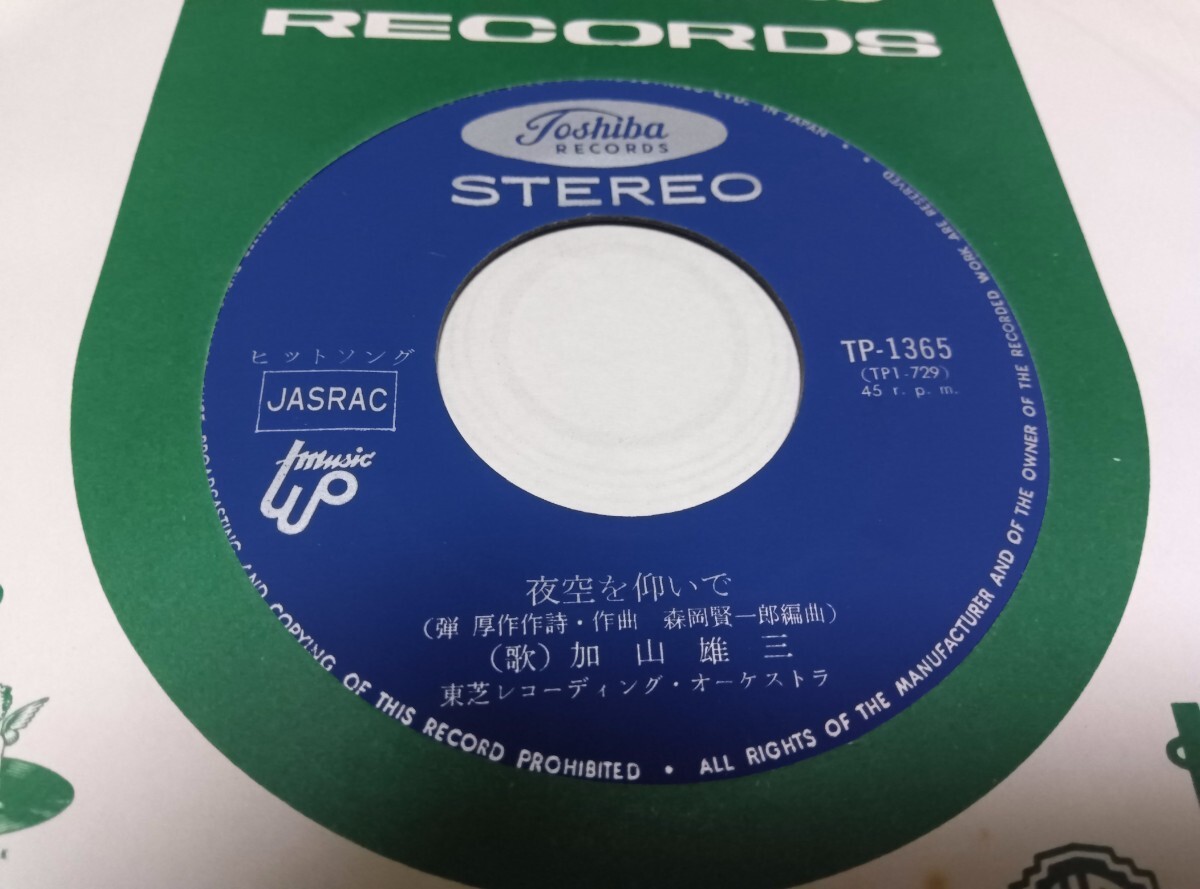 RECORDS
Toshiba
RECORDS
STEREO
ヒットソング
JASRAC
music
TP-1365
(TP1-729)
45 r. p. m.
夜空を仰いで
(弾 厚作作詩・作曲 森岡賢一郎編曲)
(歌) 加山雄三
東芝レコーディング・オーケストラ
BROADCASTING AND COPYING OF THIS RECORD PROHIBITED • ALL RIGHTS OF THE MANUFACTURER AND OF THE OWNER OF THE RECORDED WORK ARE RESERVED
LTD. IN JAPAN